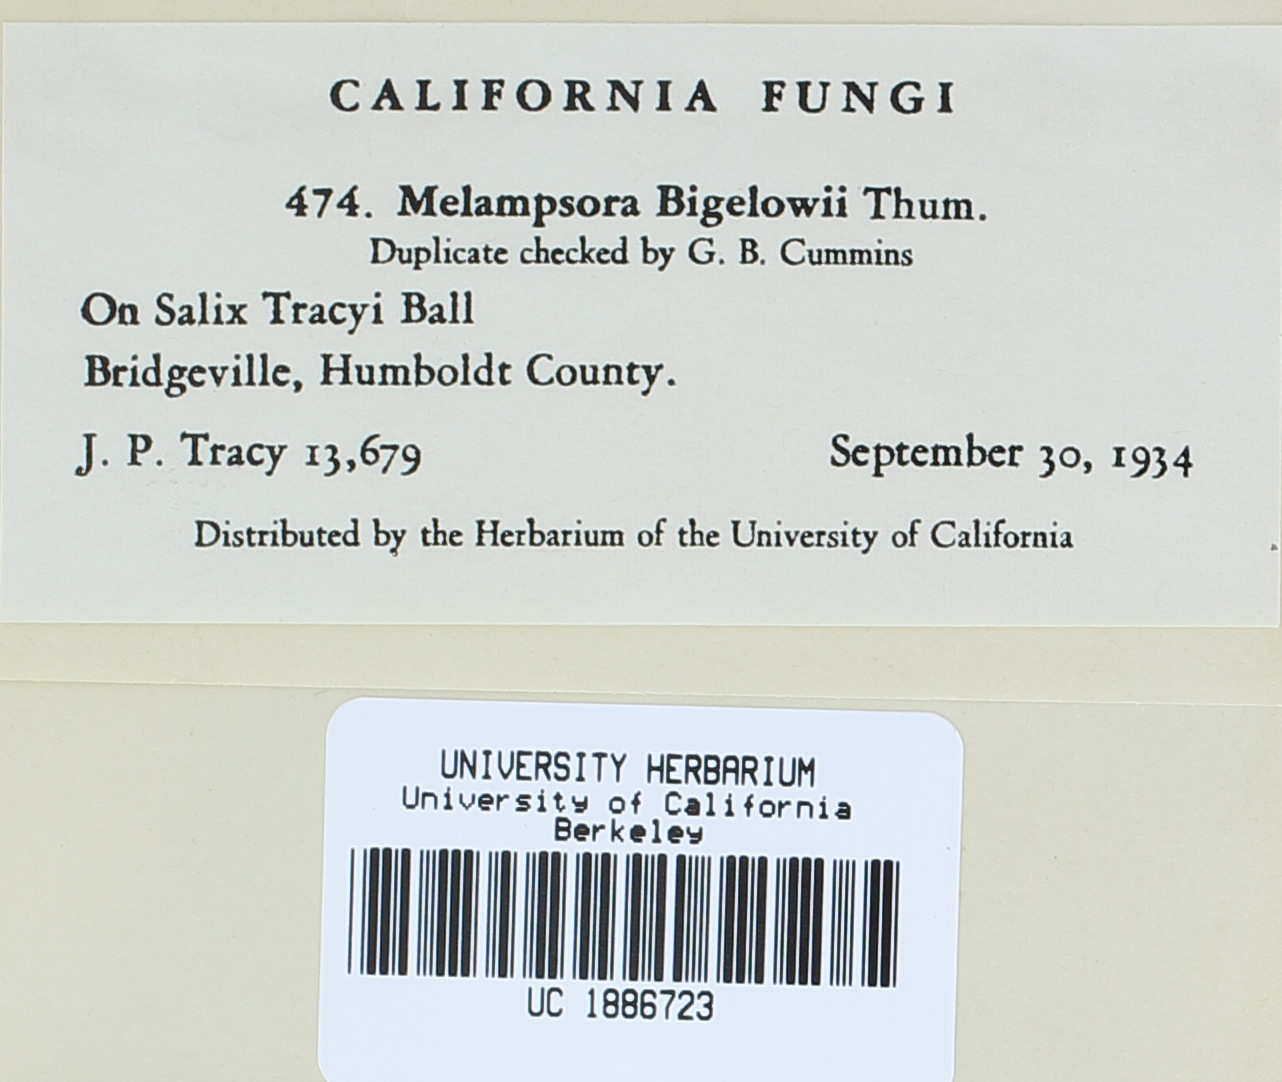 CALIFORNIA FUNGI
474. Melampsora Bigelowii Thum.
Duplicate checked by G. B. Cummins
On Salix Tracyi Ball
Bridgeville, Humboldt County.
J. P. Tracy 13,679 September 30, 1934
Distributed by the Herbarium of the University of California
UNIVERSITY HERBARIUM
University of California
Berkeley
UC 1886723